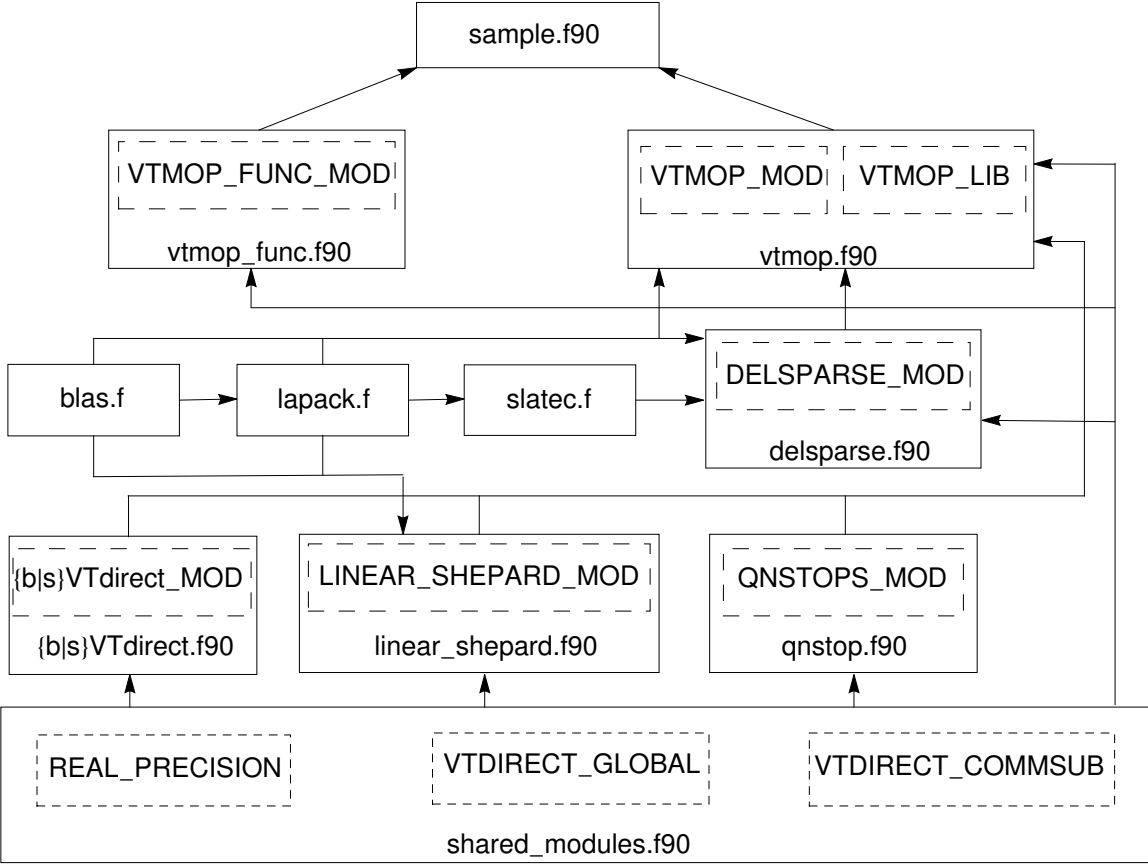 sample.f90
VTMOP_FUNC_MOD
vtmop_func.f90
VTMOP_MOD
VTMOP_LIB
vtmop.f90
blas.f
lapack.f
slatec.f
DELSPARSE_MOD
delsparse.f90
{b|s}VTdirect_MOD
{b|s}VTdirect.f90
LINEAR_SHEPARD_MOD
linear_shepard.f90
QNSTOPS_MOD
qnstop.f90
REAL_PRECISION
VTDIRECT_GLOBAL
VTDIRECT_COMMSUB
shared_modules.f90